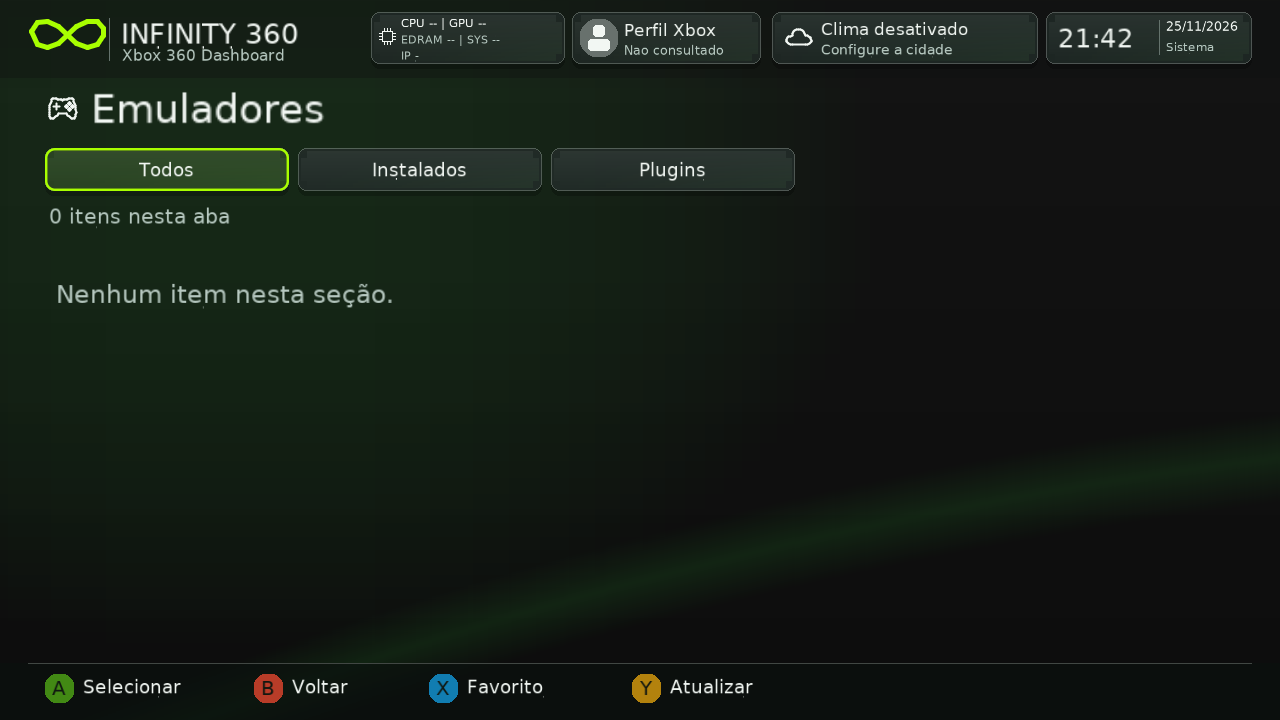 INFINITY 360
Xbox 360 Dashboard
CPU -- | GPU --
EDRAM -- | SYS --
IP -
Perfil Xbox
Nao consultado
Clima desativado
Configure a cidade
21:42
25/11/2026
Sistema
Emuladores
Todos
Instalados
Plugins
0 itens nesta aba
Nenhum item nesta seção.
A Selecionar
B Voltar
X Favorito
Y Atualizar